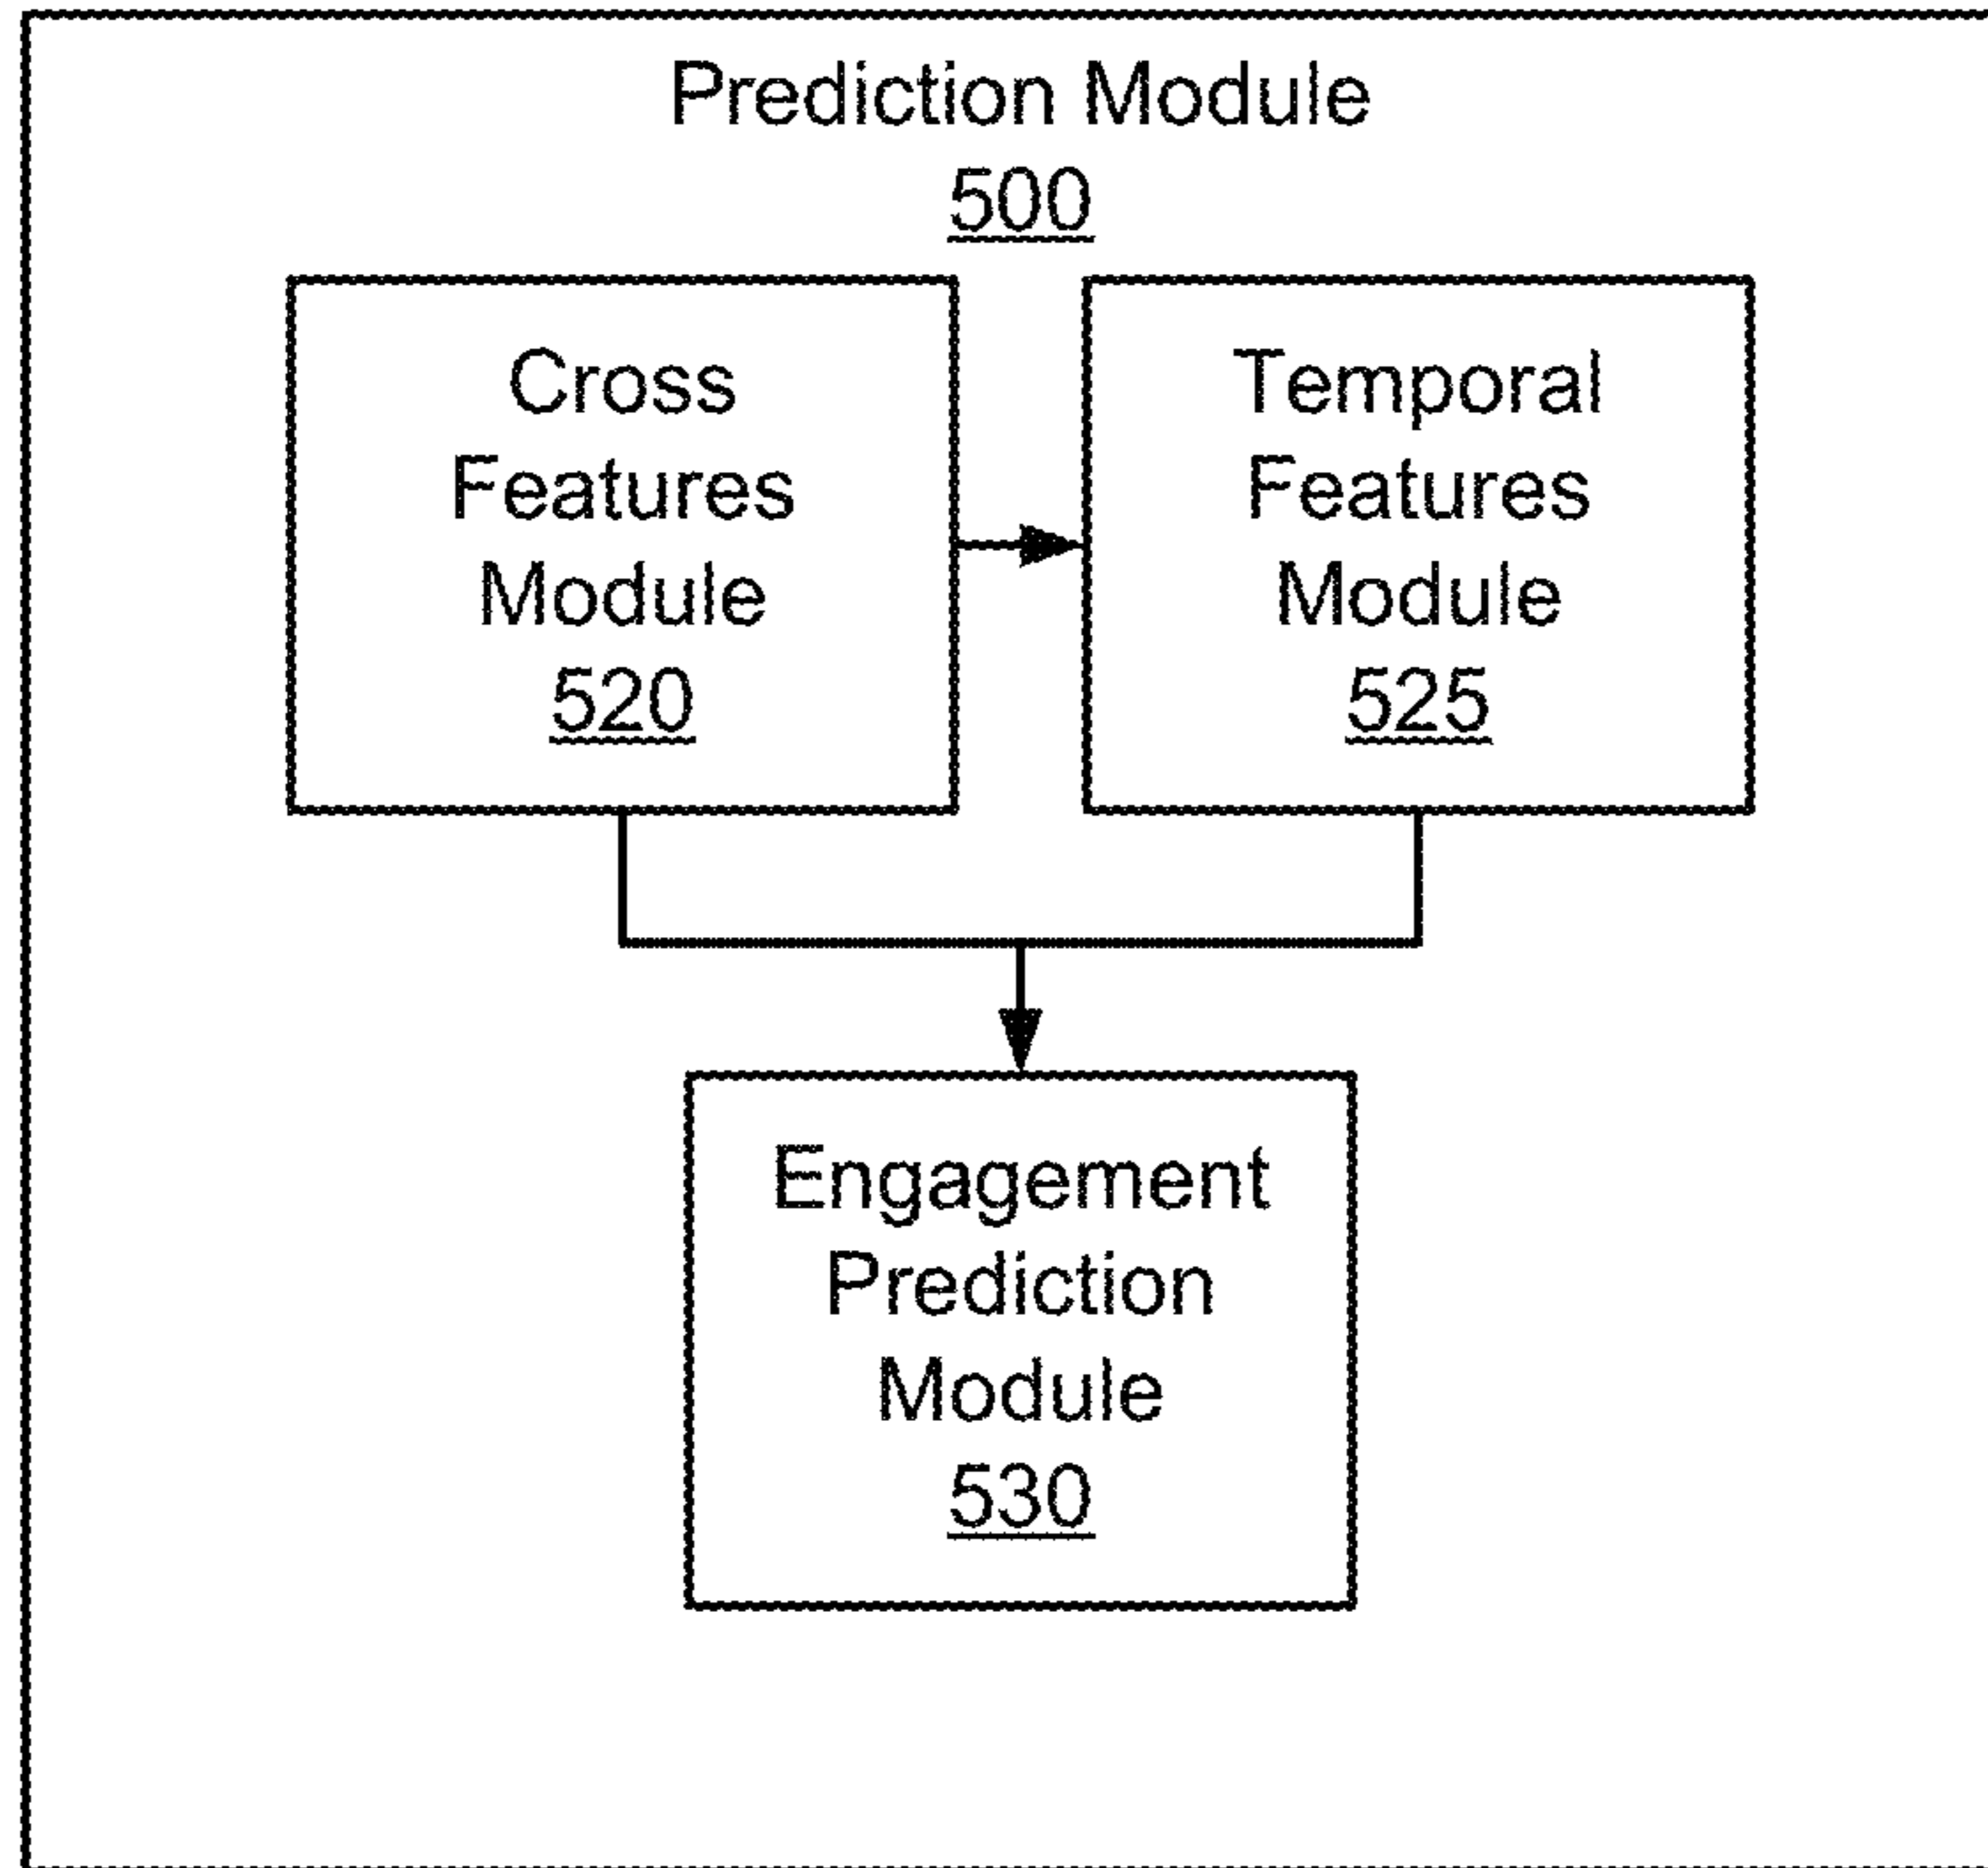 Prediction Module
500
Cross
Features
Module
520
Temporal
Features
Module
525
Engagement
Prediction
Module
530